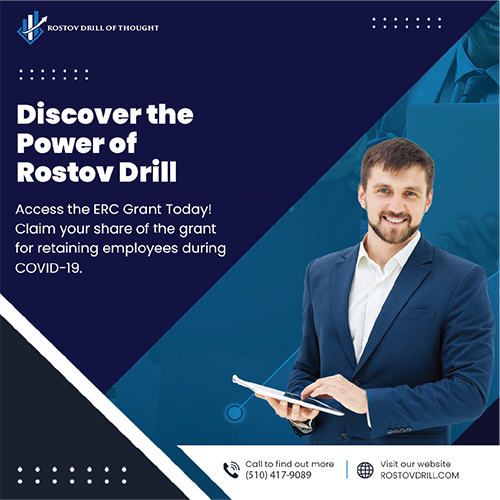 ROSTOV DRILL OF THOUGHT
Discover the
Power of
Rostov Drill
Access the ERC Grant Today!
Claim your share of the grant
for retaining employees during
COVID-19.
Call to find out more
(510) 417-9089
Visit our website
ROSTOVDRILL.COM